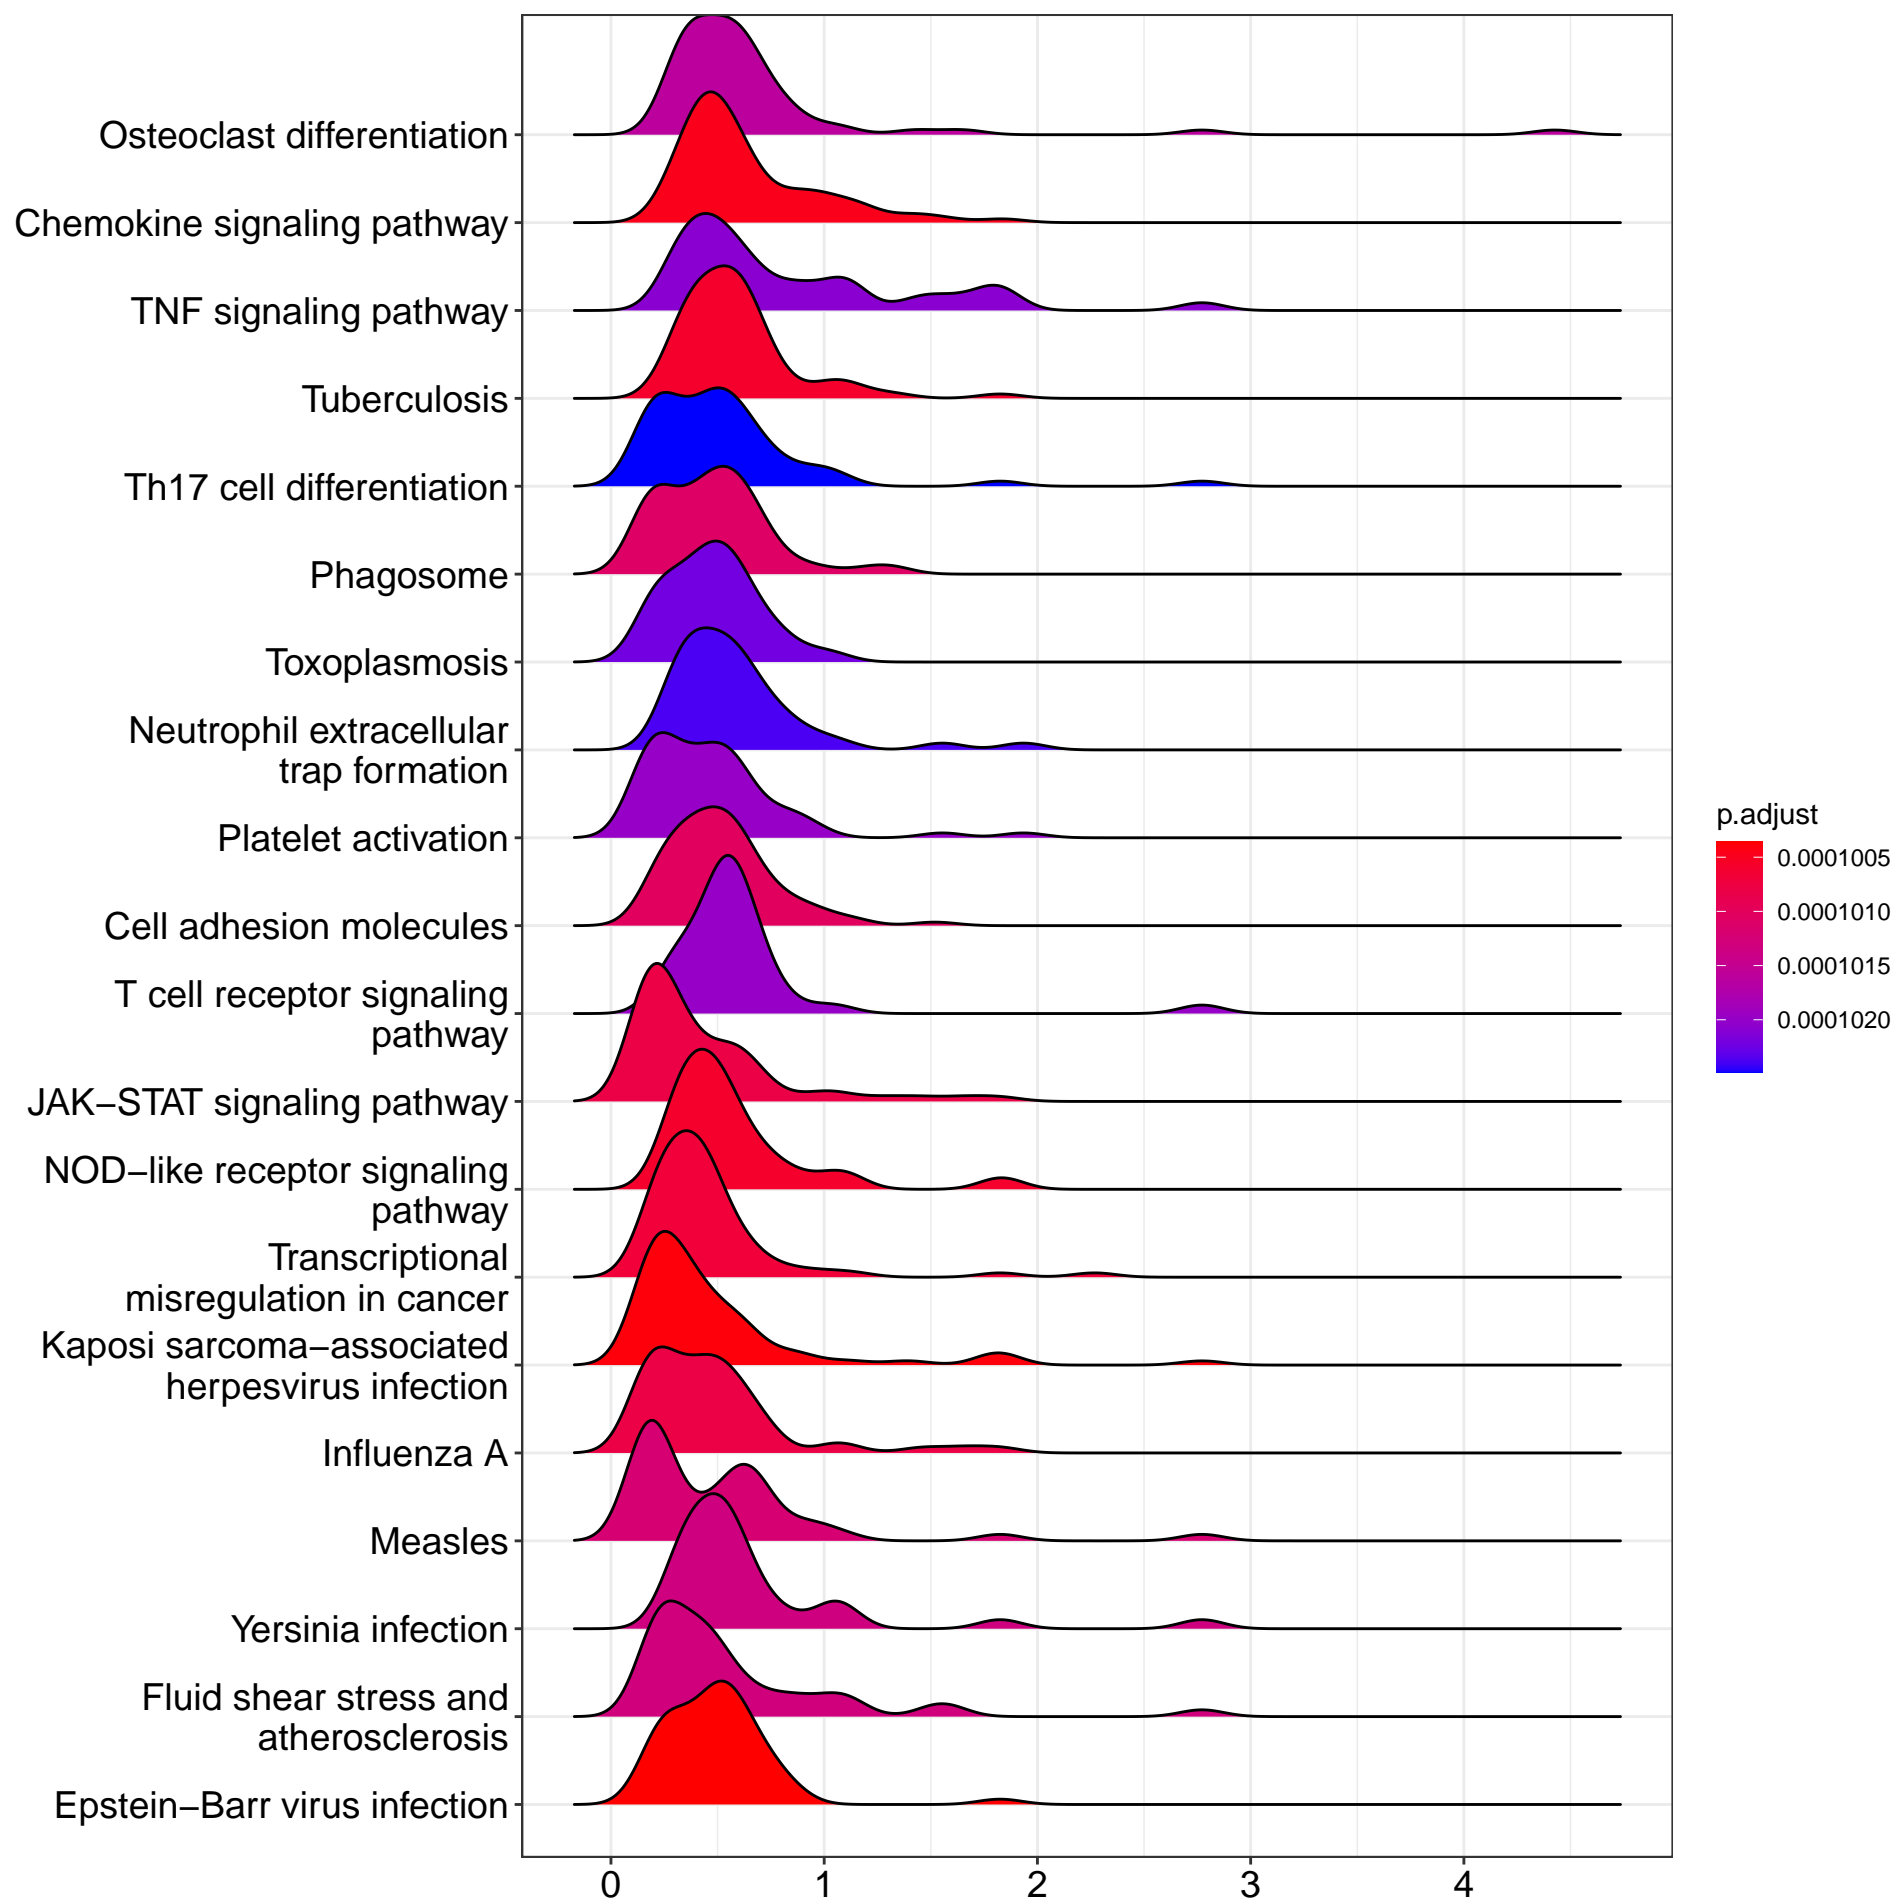 Osteoclast differentiation
Chemokine signaling pathway
TNF signaling pathway
Tuberculosis
Th17 cell differentiation
Phagosome
Toxoplasmosis
Neutrophil extracellular
trap formation
Platelet activation
Cell adhesion molecules
T cell receptor signaling
pathway
JAK−STAT signaling pathway
NOD−like receptor signaling
pathway
Transcriptional
misregulation in cancer
Kaposi sarcoma−associated
herpesvirus infection
Influenza A
Measles
Yersinia infection
Fluid shear stress and
atherosclerosis
Epstein−Barr virus infection
0 1 2 3 4
p.adjust
0.0001005
0.0001010
0.0001015
0.0001020